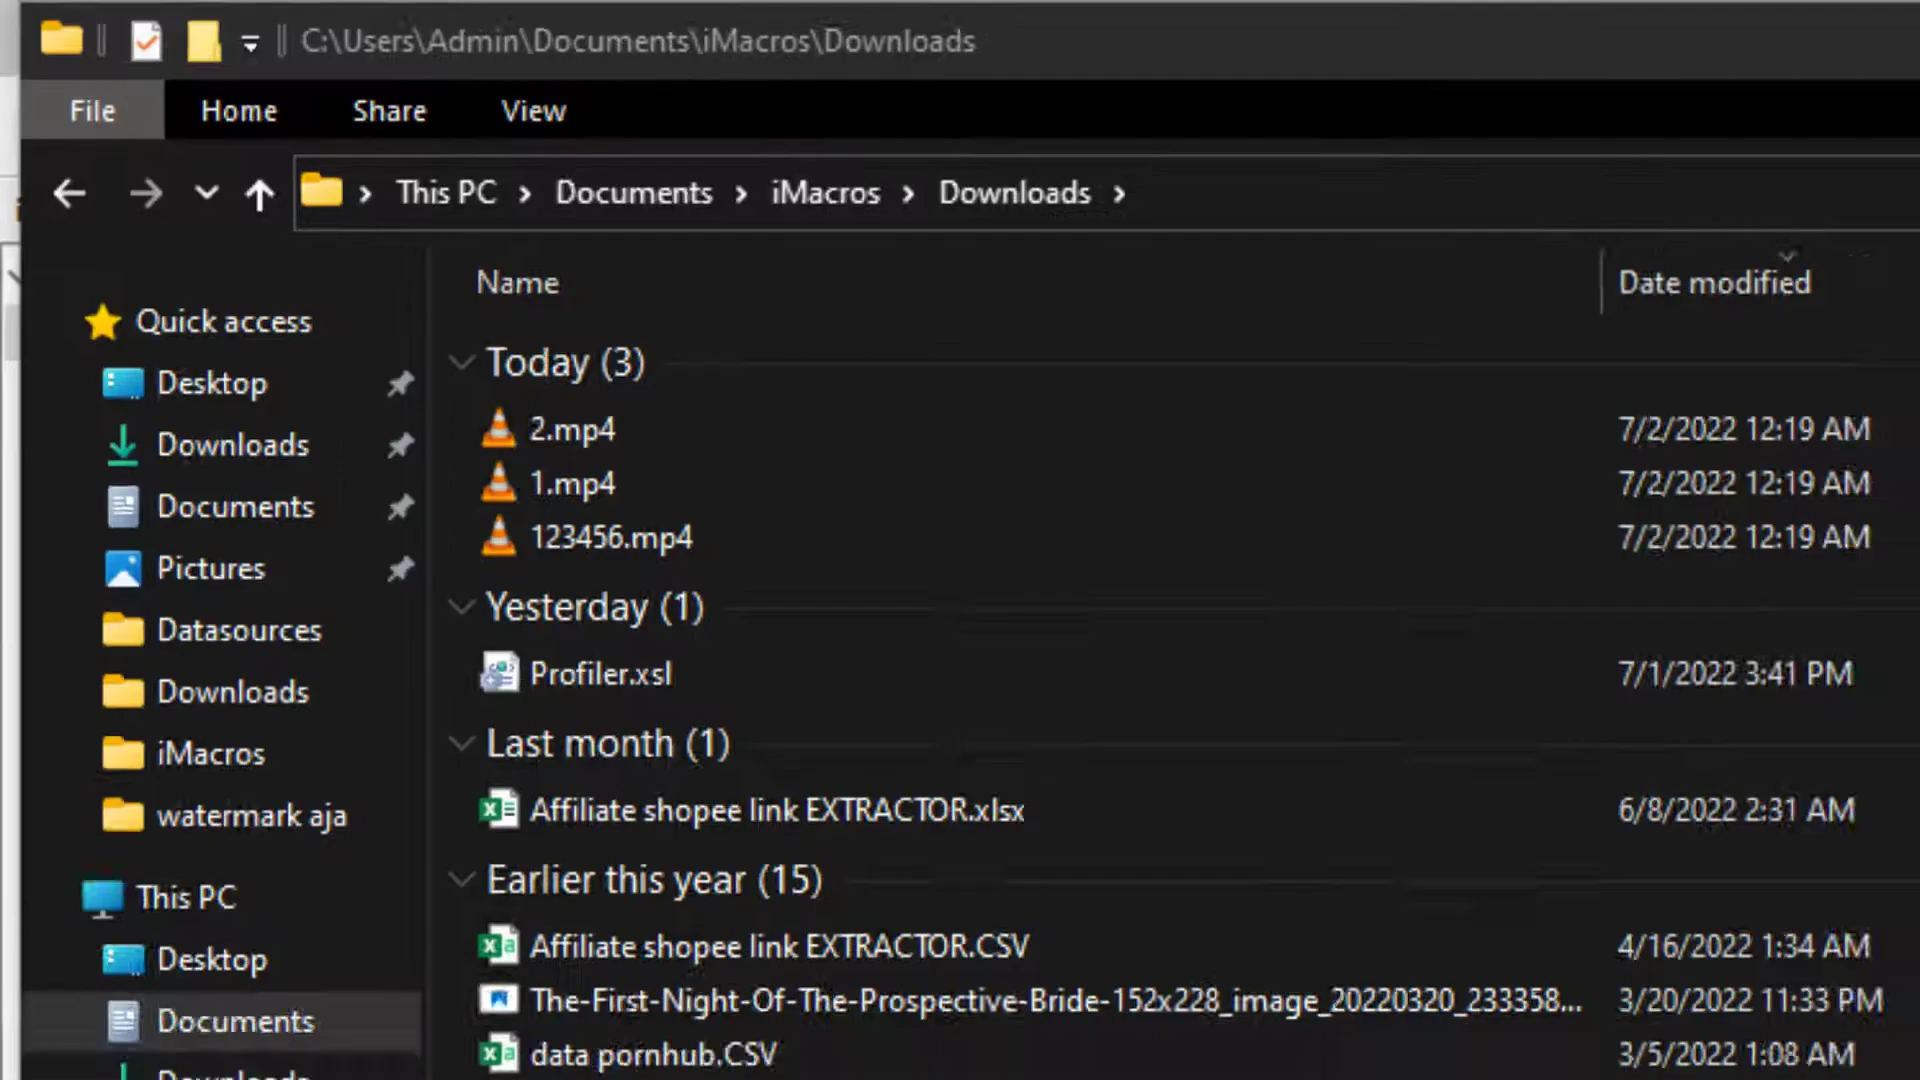 C:\Users\Admin\Documents\iMacros\Downloads
File Home Share View
This PC Documents iMacros Downloads
Name Date modified
Quick access
Desktop
Downloads
Documents
Pictures
Datasources
Downloads
iMacros
watermark aja
This PC
Desktop
Documents
Downloads
Today (3)
2.mp4 7/2/2022 12:19 AM
1.mp4 7/2/2022 12:19 AM
123456.mp4 7/2/2022 12:19 AM
Yesterday (1)
Profiler.xsl 7/1/2022 3:41 PM
Last month (1)
Affiliate shopee link EXTRACTOR.xlsx 6/8/2022 2:31 AM
Earlier this year (15)
Affiliate shopee link EXTRACTOR.CSV 4/16/2022 1:34 AM
The-First-Night-Of-The-Prospective-Bride-152x228_image_20220320_233358... 3/20/2022 11:33 PM
data pornhub.CSV 3/5/2022 1:08 AM